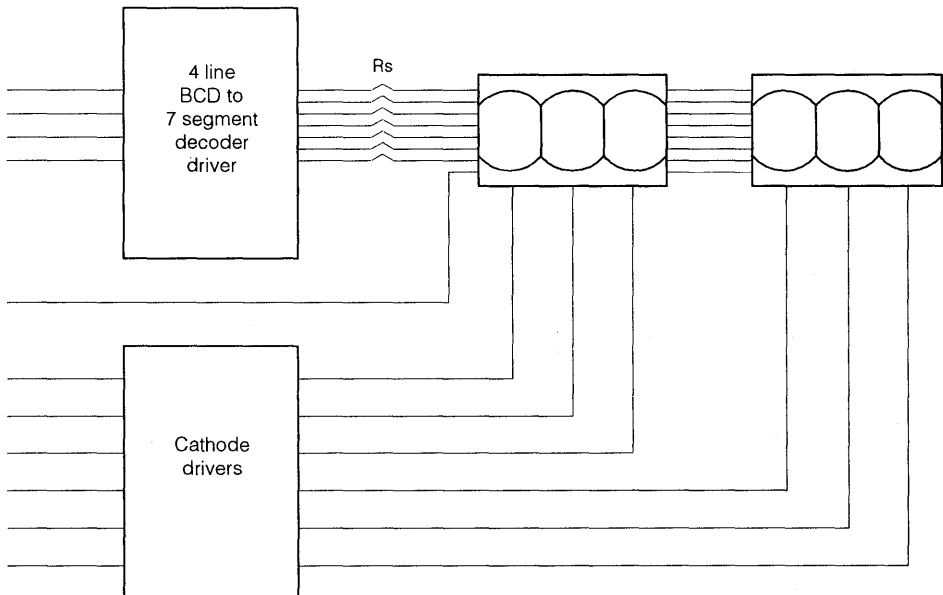 4 line
BCD to
7 segment
decoder
driver
Rs
Cathode
drivers